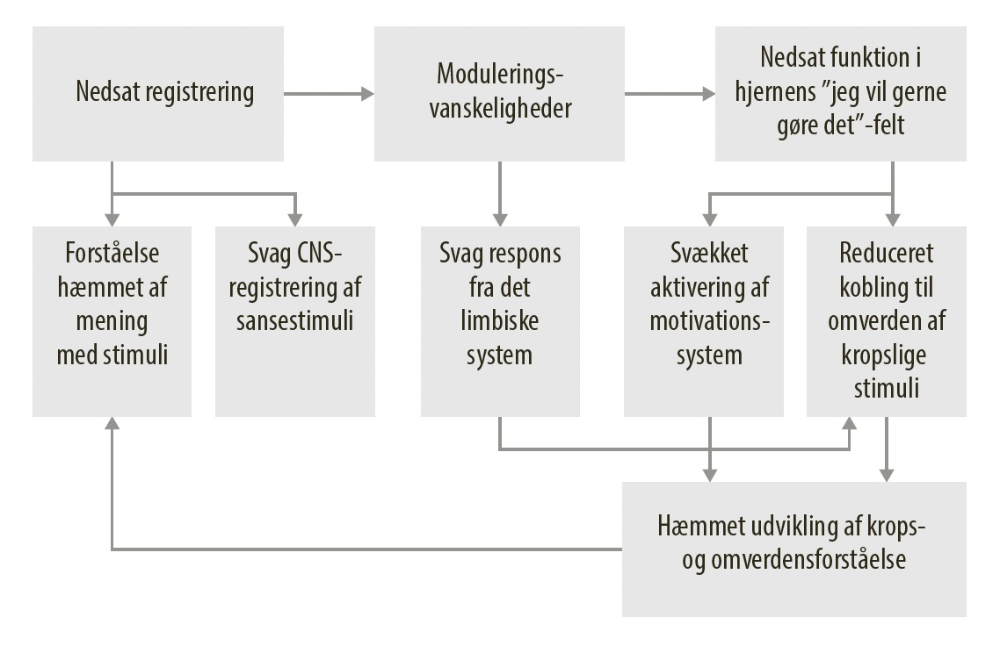 Nedsat registrering
Modulerings-
vanskeligheder
Nedsat funktion i
hjernens ”jeg vil gerne
gøre det”-felt
Forståelse
hæmmet af
mening
med stimuli
Svag CNS-
registrering af
sansestimuli
Svag respons
fra det
limbiske
system
Svækket
aktivering af
motivations-
system
Reduceret
kobling til
omverden af
kropslige
stimuli
Hæmmet udvikling af krops-
og omverdensforståelse